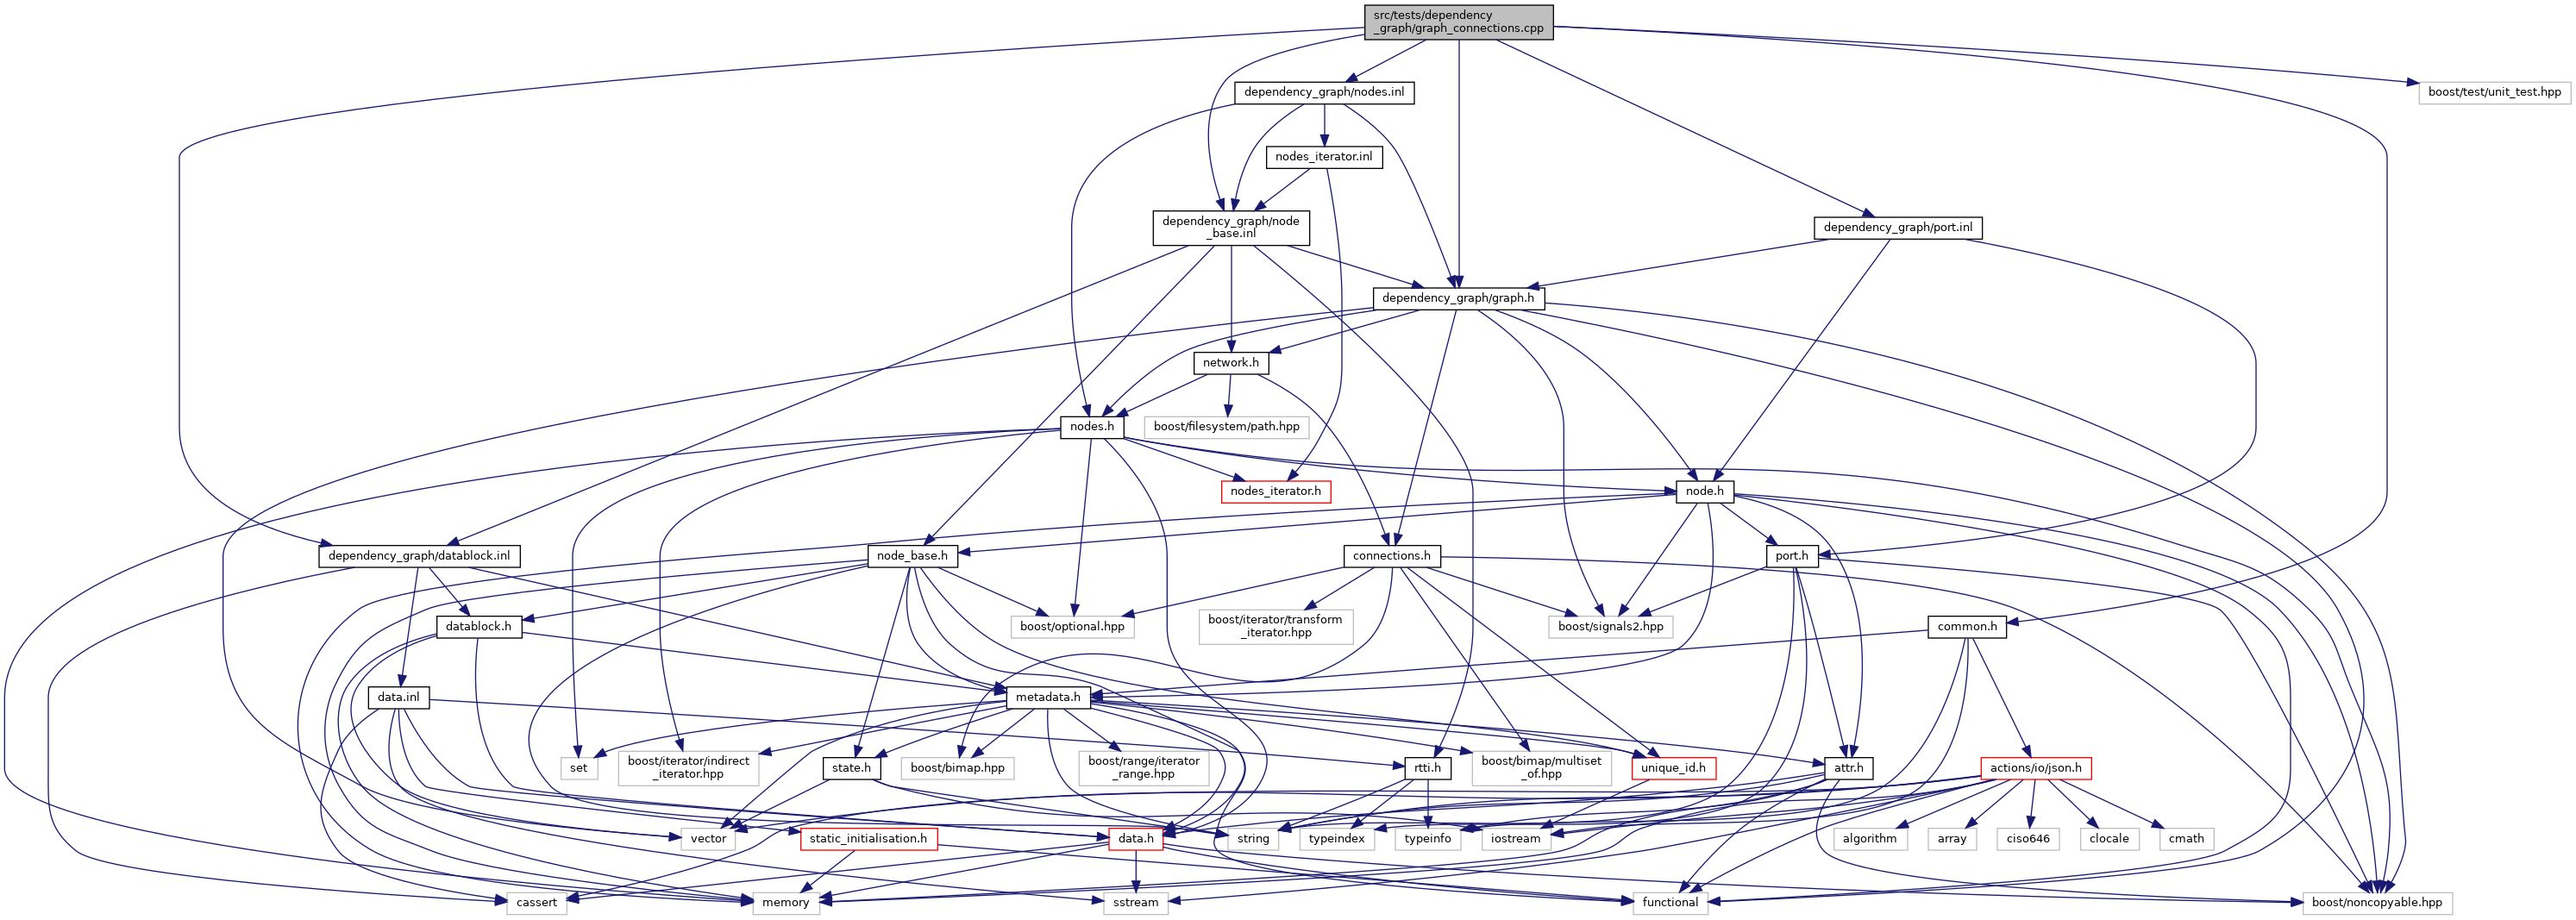 src/tests/dependency
_graph/graph_connections.cpp
dependency_graph/nodes.inl
boost/test/unit_test.hpp
nodes_iterator.inl
dependency_graph/node
_base.inl
dependency_graph/port.inl
dependency_graph/graph.h
network.h
nodes.h
boost/filesystem/path.hpp
nodes_iterator.h
node.h
dependency_graph/datablock.inl
node_base.h
connections.h
port.h
datablock.h
boost/optional.hpp
boost/iterator/transform
_iterator.hpp
boost/signals2.hpp
common.h
data.inl
metadata.h
set
boost/iterator/indirect
_iterator.hpp
state.h
boost/bimap.hpp
boost/range/iterator
_range.hpp
rtti.h
boost/bimap/multiset
_of.hpp
unique_id.h
attr.h
actions/io/json.h
vector
static_initialisation.h
data.h
string
typeindex
typeinfo
iostream
algorithm
array
ciso646
clocale
cmath
cassert
memory
sstream
functional
boost/noncopyable.hpp